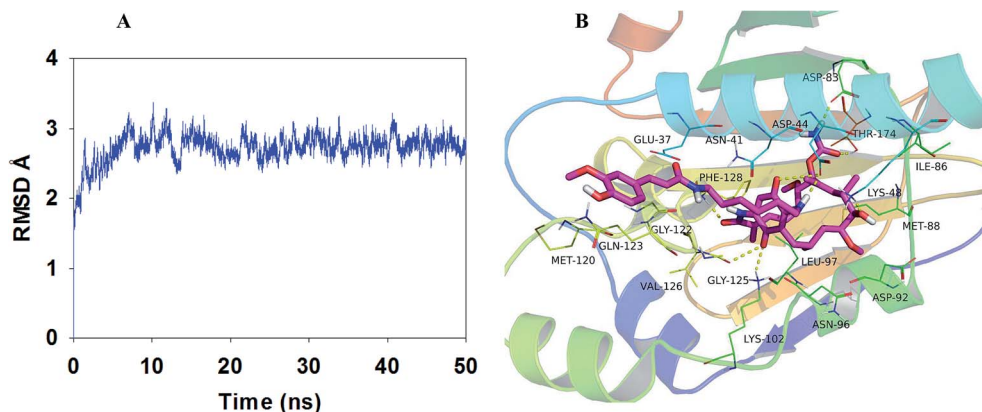 A
B
4
3
2
1
0
RMSD Å
0
10
20
30
40
50
Time (ns)
ASP-83
ASP-44
THR-174
GLU-37
ASN-41
ILE-86
PHE-128
LYS-48
MET-88
GLY-122
GLN-123
MET-120
LEU-97
GLY-125
VAL-126
ASP-92
ASN-96
LYS-102